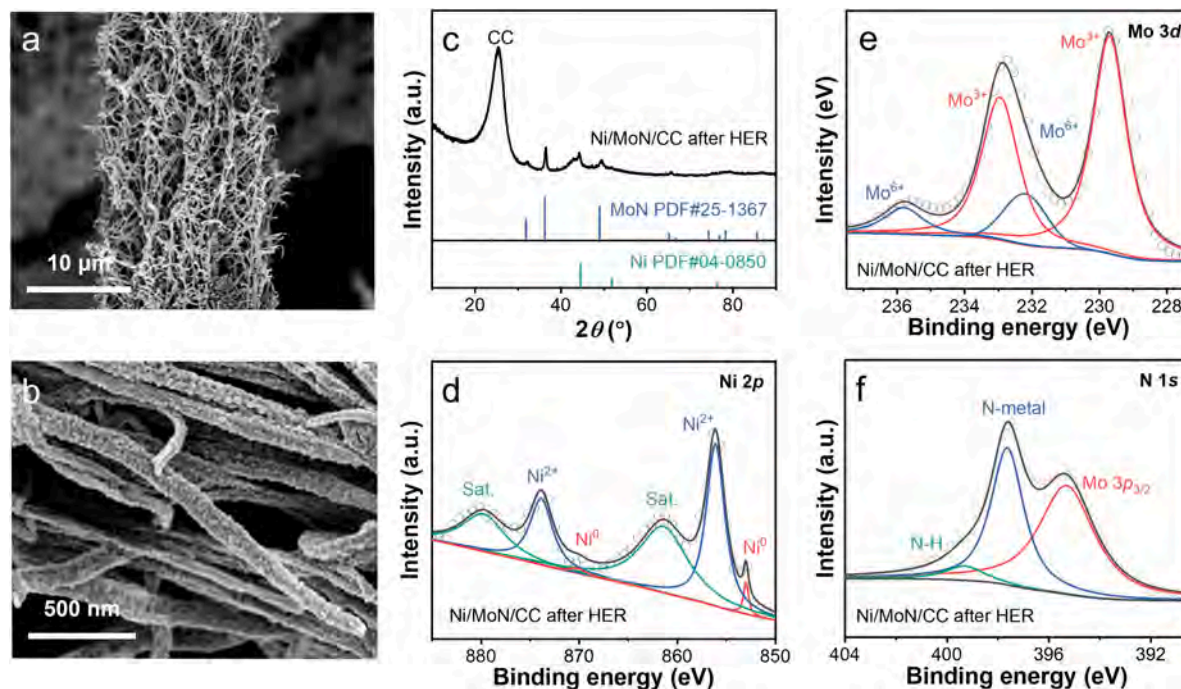 a
10 μm
b
500 nm
c
CC
Ni/MoN/CC after HER
MoN PDF#25-1367
Ni PDF#04-0850
Intensity (a.u.)
0 20 40 60 80
2θ (°)
d
Ni 2p
Ni²⁺
Sat.
Ni²⁺
Sat.
Ni⁰
Ni⁰
Ni/MoN/CC after HER
Intensity (a.u.)
880 870 860 850
Binding energy (eV)
e
Mo 3d
Mo³⁺
Mo³⁺
Mo⁶⁺
Mo⁶⁺
Ni/MoN/CC after HER
Intensity (eV)
236 234 232 230 228
Binding energy (eV)
f
N 1s
N-metal
Mo 3p₃/₂
N-H
Ni/MoN/CC after HER
Intensity (a.u.)
404 400 396 392
Binding energy (eV)